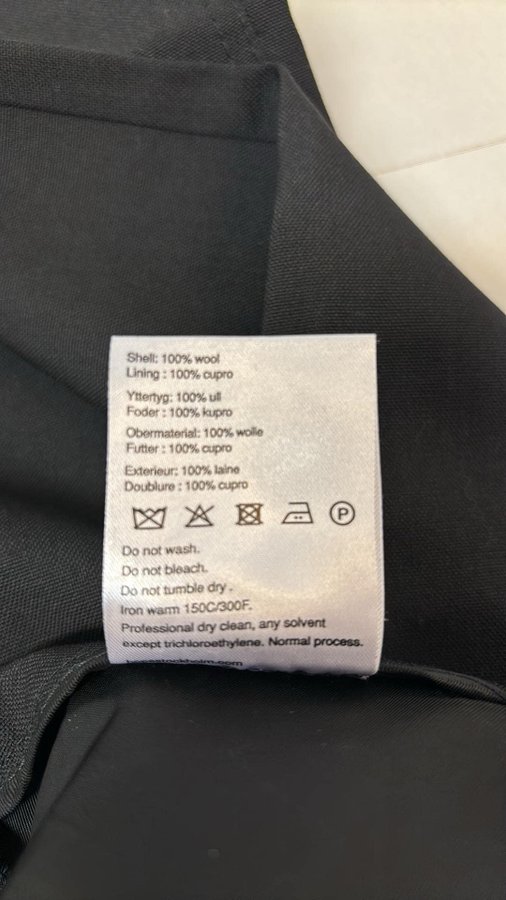 Shell: 100% wool
Lining : 100% cupro
Yttertyg: 100% ull
Foder : 100% kupro
Obermaterial: 100% wolle
Futter : 100% cupro
Exterieur: 100% laine
Doublure : 100% cupro
P
Do not wash.
Do not bleach.
Do not tumble dry .
Iron warm 150C/300F.
Professional dry clean, any solvent
except trichloroethylene. Normal process.